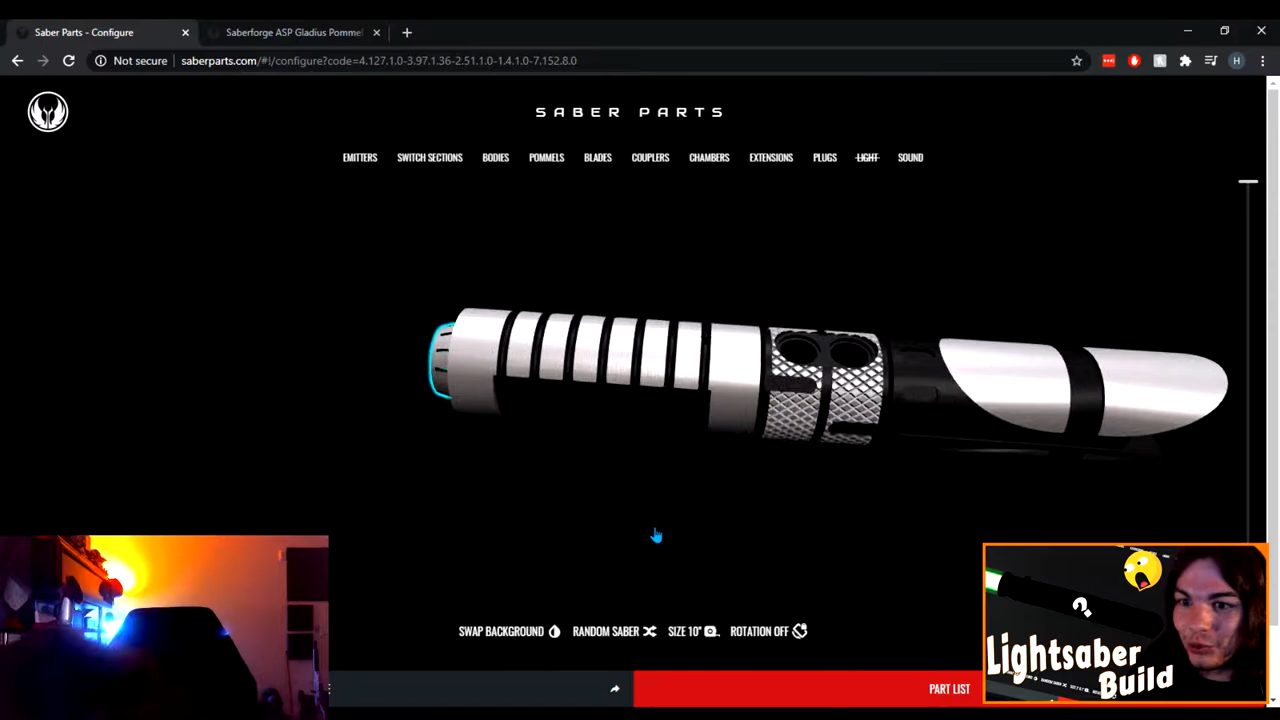 Saber Parts - Configure
Saberforge ASP Gladius Pommel
Not secure
saberparts.com/#!/configure?code=4.127.1.0-3.97.1.36-2.51.1.0-1.4.1.0-7.152.8.0
H
SABER PARTS
EMITTERS SWITCH SECTIONS BODIES POMMELS BLADES COUPLERS CHAMBERS EXTENSIONS PLUGS LIGHT SOUND
SWAP BACKGROUND RANDOM SABER SIZE 10" ROTATION OFF
PART LIST
?
Lightsaber
Build